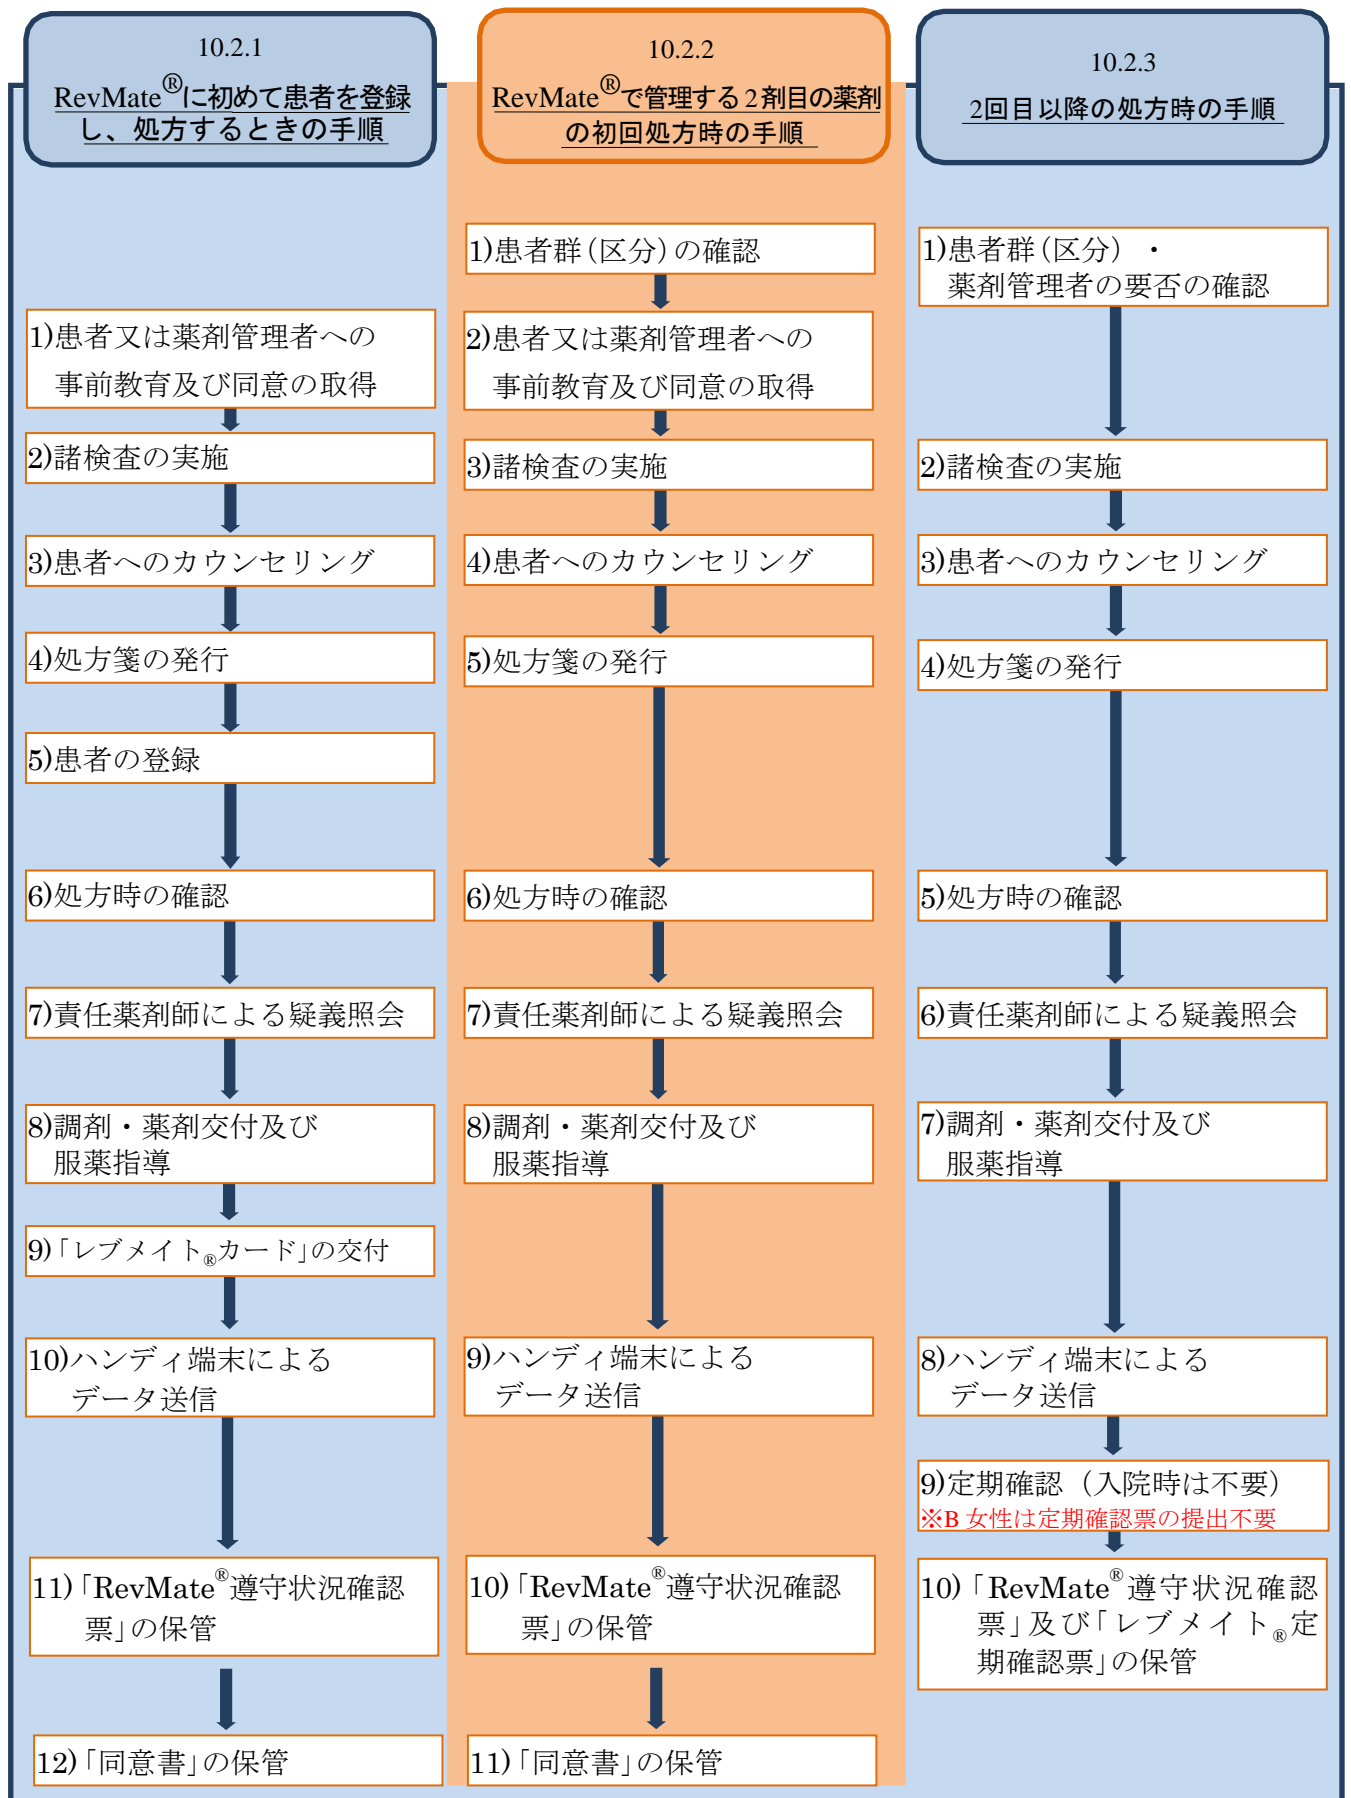 10.2.1
RevMate®に初めて患者を登録
し、処方するときの手順
1)患者又は薬剤管理者への
事前教育及び同意の取得
2)諸検査の実施
3)患者へのカウンセリング
4)処方箋の発行
5)患者の登録
6)処方時の確認
7)責任薬剤師による疑義照会
8)調剤・薬剤交付及び
服薬指導
9)「レブメイト®カード」の交付
10)ハンディ端末による
データ送信
11)「RevMate®遵守状況確認
票」の保管
12)「同意書」の保管
10.2.2
RevMate®で管理する2剤目の薬剤
の初回処方時の手順
1)患者群(区分)の確認
2)患者又は薬剤管理者への
事前教育及び同意の取得
3)諸検査の実施
4)患者へのカウンセリング
5)処方箋の発行
6)処方時の確認
7)責任薬剤師による疑義照会
8)調剤・薬剤交付及び
服薬指導
9)ハンディ端末による
データ送信
10)「RevMate®遵守状況確認
票」の保管
11)「同意書」の保管
10.2.3
2回目以降の処方時の手順
1)患者群(区分)・
薬剤管理者の要否の確認
2)諸検査の実施
3)患者へのカウンセリング
4)処方箋の発行
5)処方時の確認
6)責任薬剤師による疑義照会
7)調剤・薬剤交付及び
服薬指導
8)ハンディ端末による
データ送信
9)定期確認（入院時は不要）
※B 女性は定期確認票の提出不要
10)「RevMate®遵守状況確認
票」及び「レブメイト®定
期確認票」の保管